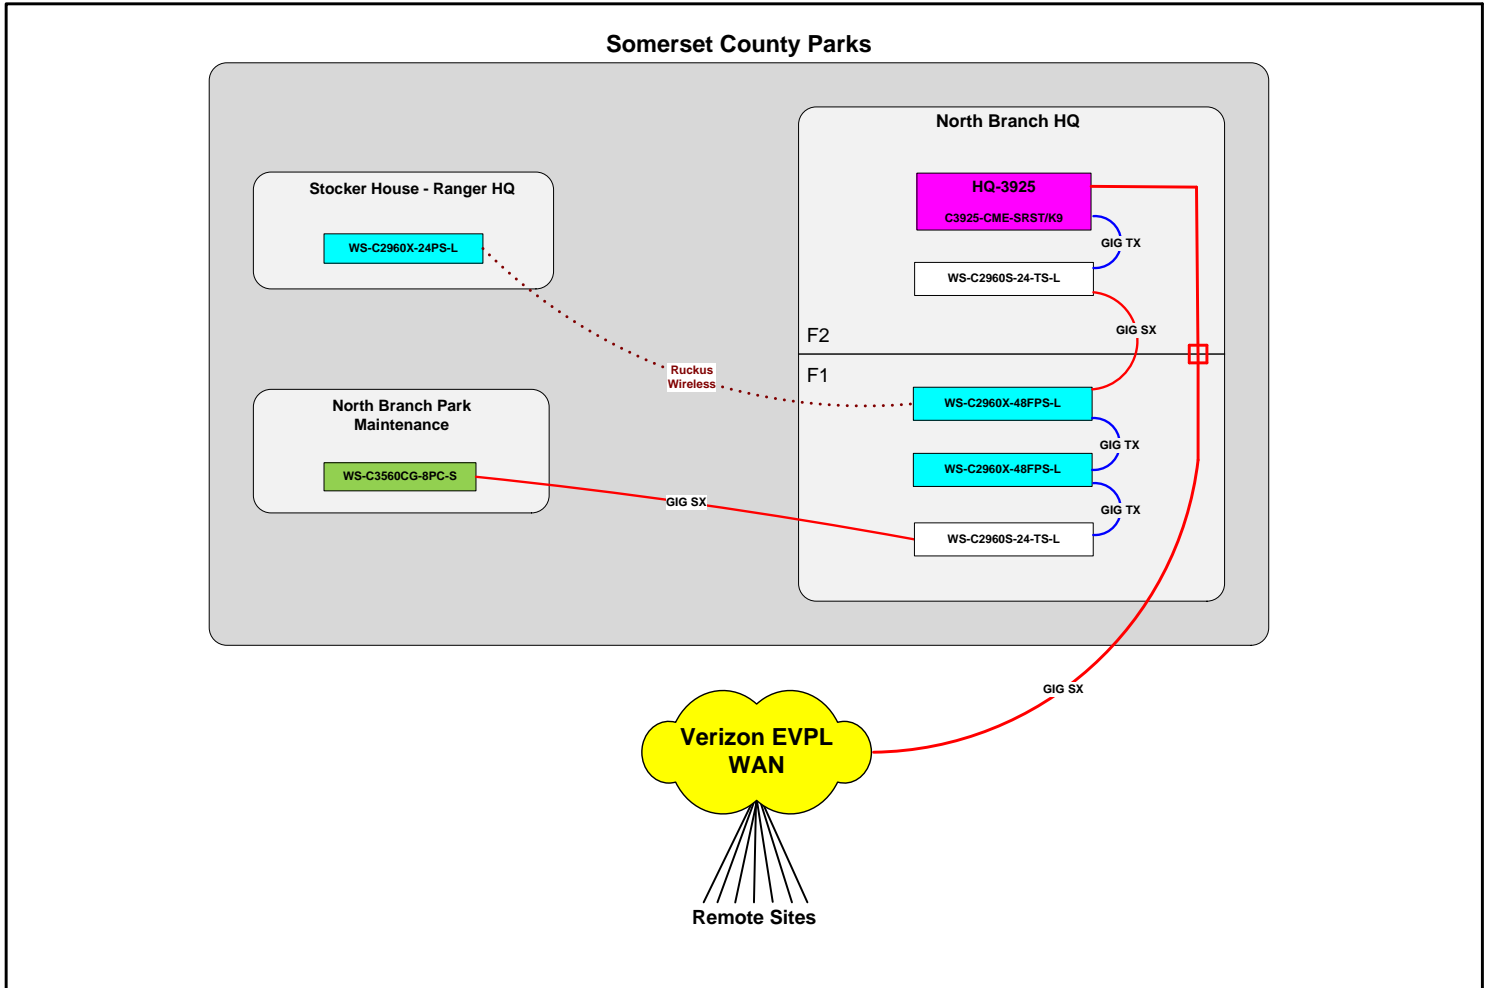 Somerset County Parks
North Branch HQ
HQ-3925
C3925-CME-SRST/K9
GIG TX
WS-C2960S-24-TS-L
GIG SX
F2
F1
Stocker House - Ranger HQ
WS-C2960X-24PS-L
Ruckus
Wireless
WS-C2960X-48FPS-L
GIG TX
WS-C2960X-48FPS-L
GIG TX
WS-C2960S-24-TS-L
North Branch Park
Maintenance
WS-C3560CG-8PC-S
GIG SX
GIG SX
Verizon EVPL
WAN
Remote Sites